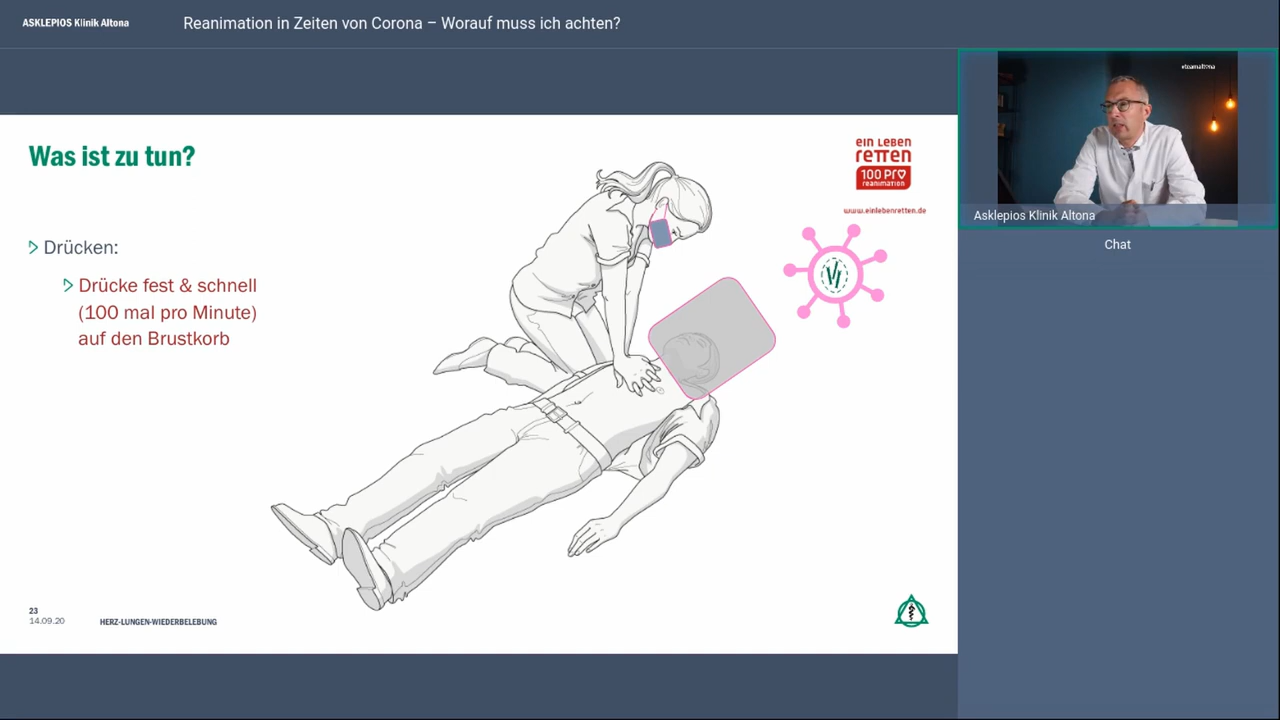 ASKLEPIOS Klinik Altona
Reanimation in Zeiten von Corona – Worauf muss ich achten?
Was ist zu tun?
EIN LEBEN
RETTEN
100 PRO
reanimation
www.einlebenretten.de
Drücken:
Drücke fest & schnell
(100 mal pro Minute)
auf den Brustkorb
23
14.09.20
HERZ-LUNGEN-WIEDERBELEBUNG
#teamaltona
Asklepios Klinik Altona
Chat